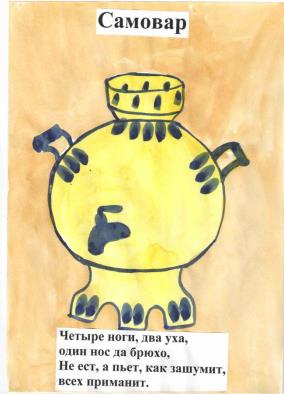 Самовар
Четыре ноги, два уха,
один нос да брюхо,
Не ест, а пьет, как зашумит,
всех приманит.